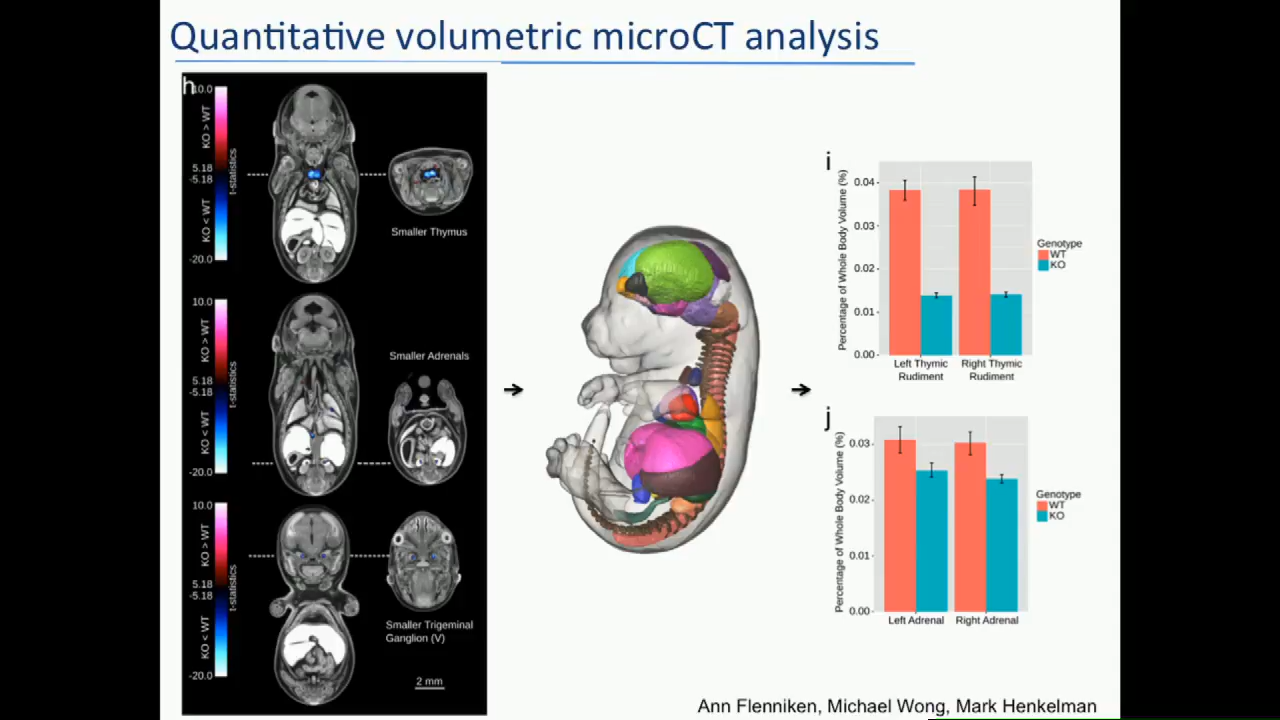 Quantitative volumetric microCT analysis
h
10.0
KO > WT
5.18
-5.18
t-statistics
KO < WT
-20.0
Smaller Thymus
10.0
KO > WT
5.18
-5.18
t-statistics
KO < WT
-20.0
Smaller Adrenals
10.0
KO > WT
5.18
-5.18
t-statistics
KO < WT
-20.0
Smaller Trigeminal
Ganglion (V)
2 mm
i
Percentage of Whole Body Volume (%)
0.04
0.03
0.02
0.01
0.00
Left Thymic
Rudiment
Right Thymic
Rudiment
Genotype
WT
KO
j
Percentage of Whole Body Volume (%)
0.03
0.02
0.01
0.00
Left Adrenal
Right Adrenal
Genotype
WT
KO
Ann Flenniken, Michael Wong, Mark Henkelman